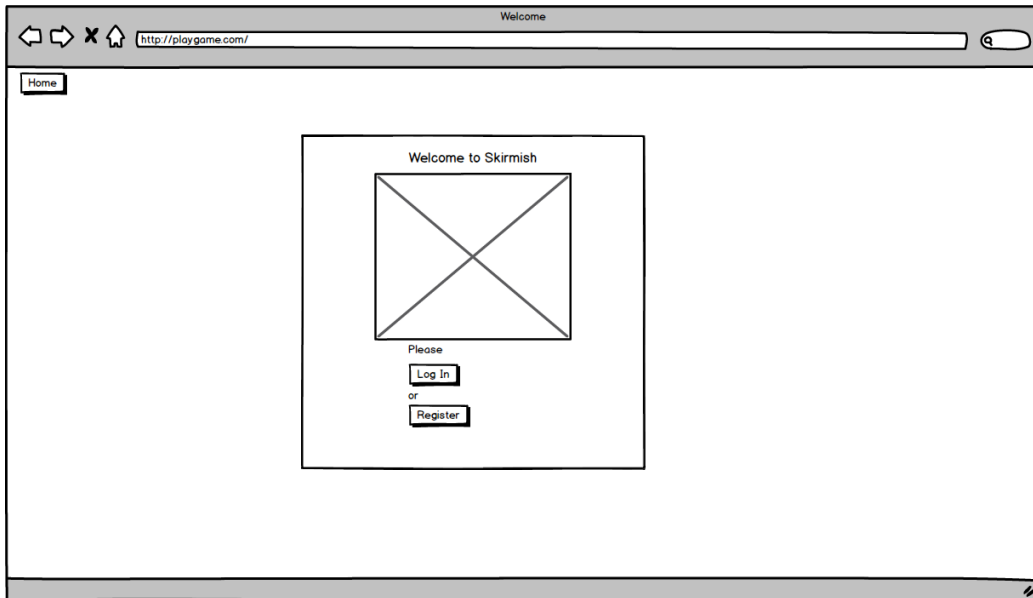 Welcome
http://playgame.com/
Home
Welcome to Skirmish
Please
Log In
or
Register